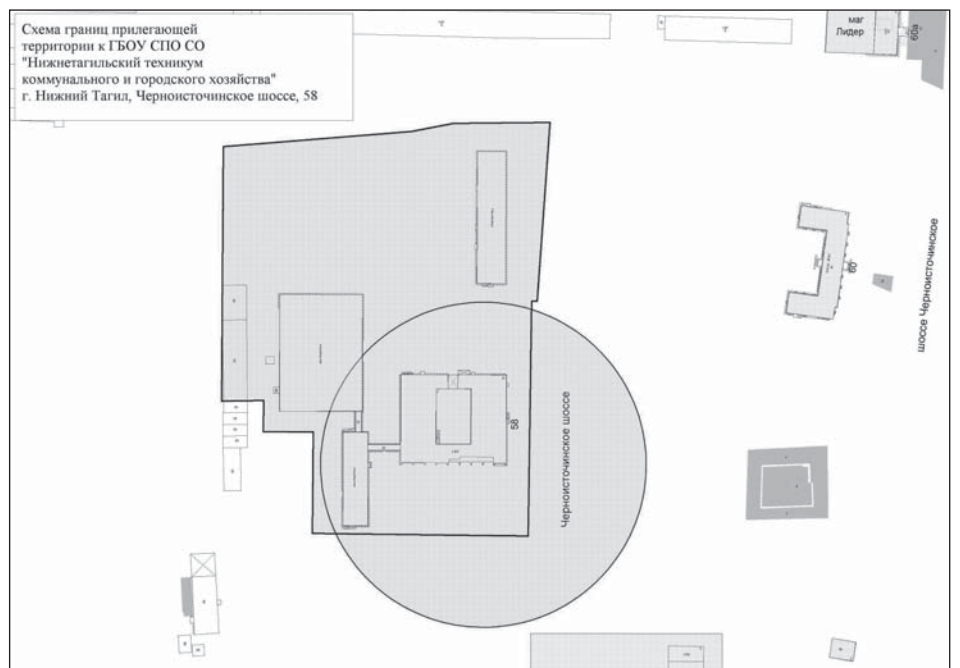 Схема границ прилегающей
территории к ГБОУ СПО СО
"Нижнетагильский техникум
коммунального и городского хозяйства"
г. Нижний Тагил, Черноисточинское шоссе, 58
маг
Лидер
60а
60
шоссе Черноисточинское
58
Черноисточинское шоссе